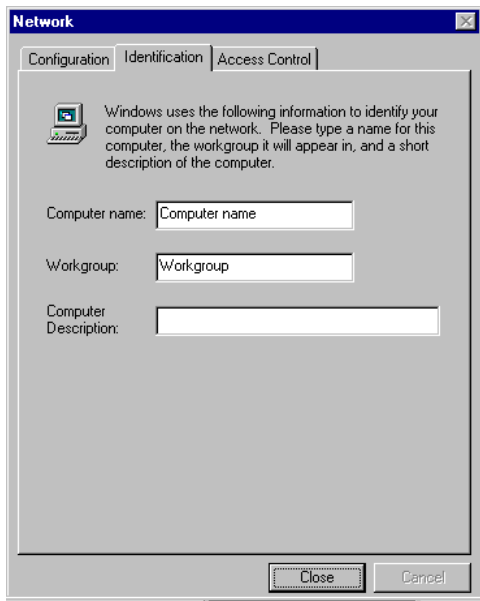 Network
Configuration Identification Access Control
Windows uses the following information to identify your
computer on the network. Please type a name for this
computer, the workgroup it will appear in, and a short
description of the computer.
Computer name: Computer name
Workgroup: Workgroup
Computer
Description:
Close Cancel